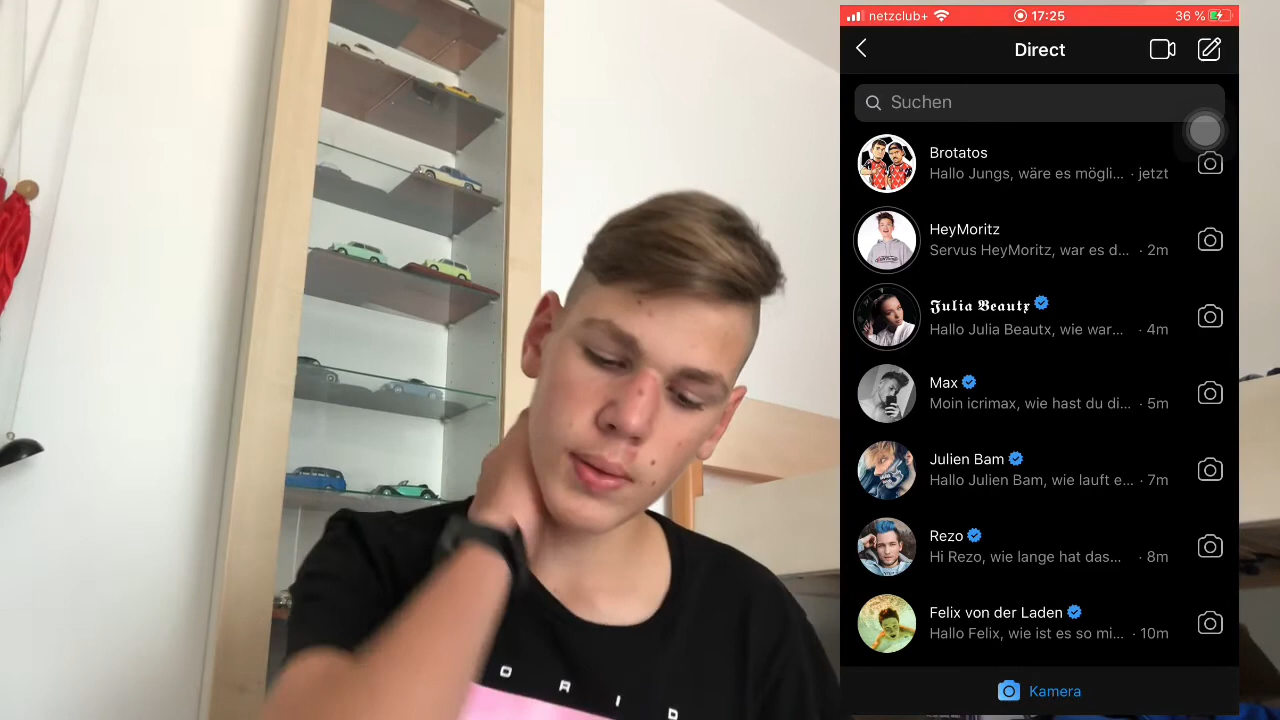 netzclub+ 17:25 36 %
Direct
Suchen
Brotatos
Hallo Jungs, wäre es mögli... · jetzt
HeyMoritz
Servus HeyMoritz, war es d... · 2m
𝕵𝖚𝖑𝖎𝖆 𝕭𝖊𝖆𝖚𝖙𝖝
Hallo Julia Beautx, wie war... · 4m
Max
Moin icrimax, wie hast du di... · 5m
Julien Bam
Hallo Julien Bam, wie lauft e... · 7m
Rezo
Hi Rezo, wie lange hat das... · 8m
Felix von der Laden
Hallo Felix, wie ist es so mi... · 10m
Kamera